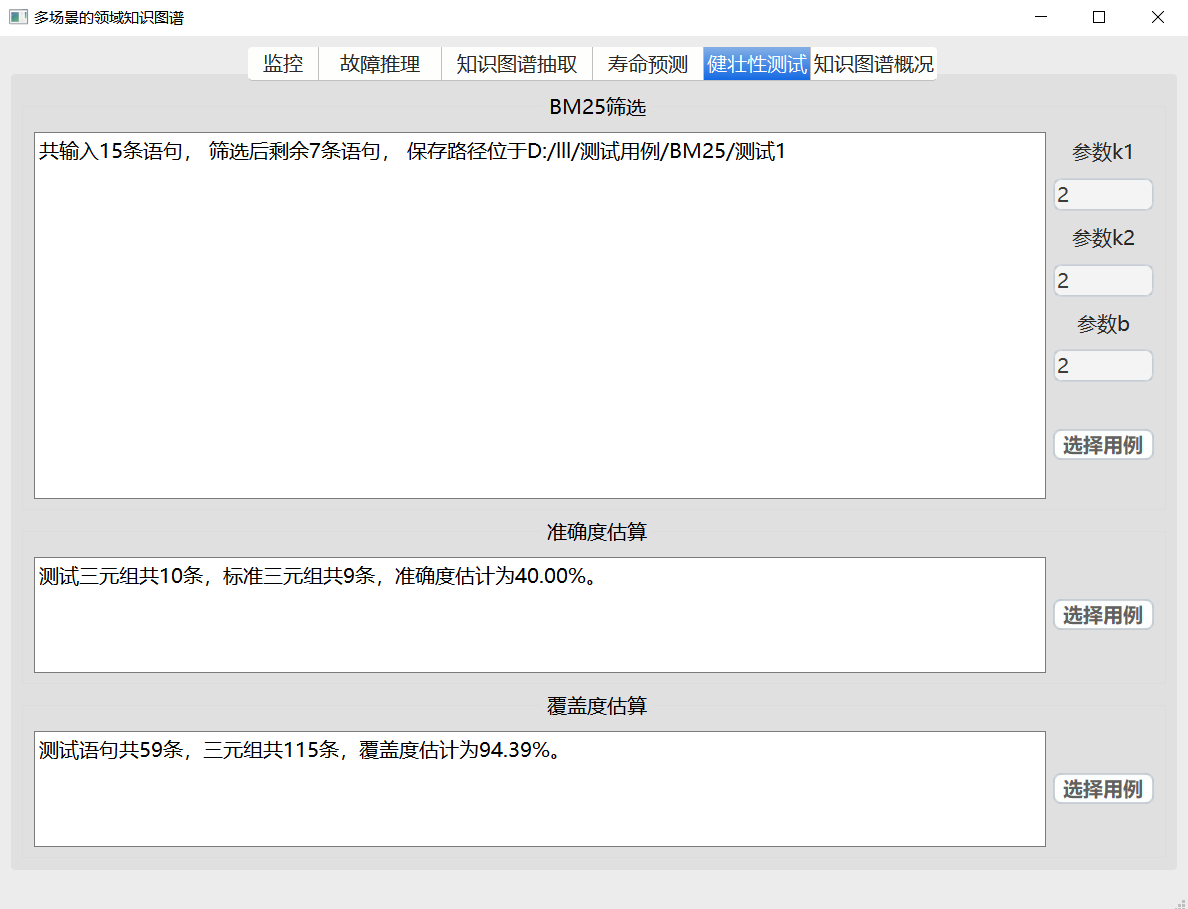 多场景的领域知识图谱
监控 故障推理 知识图谱抽取 寿命预测 健壮性测试 知识图谱概况
BM25筛选
共输入15条语句， 筛选后剩余7条语句， 保存路径位于D:/lll/测试用例/BM25/测试1
参数k1
2
参数k2
2
参数b
2
选择用例
准确度估算
测试三元组共10条，标准三元组共9条，准确度估计为40.00%。
选择用例
覆盖度估算
测试语句共59条，三元组共115条，覆盖度估计为94.39%。
选择用例